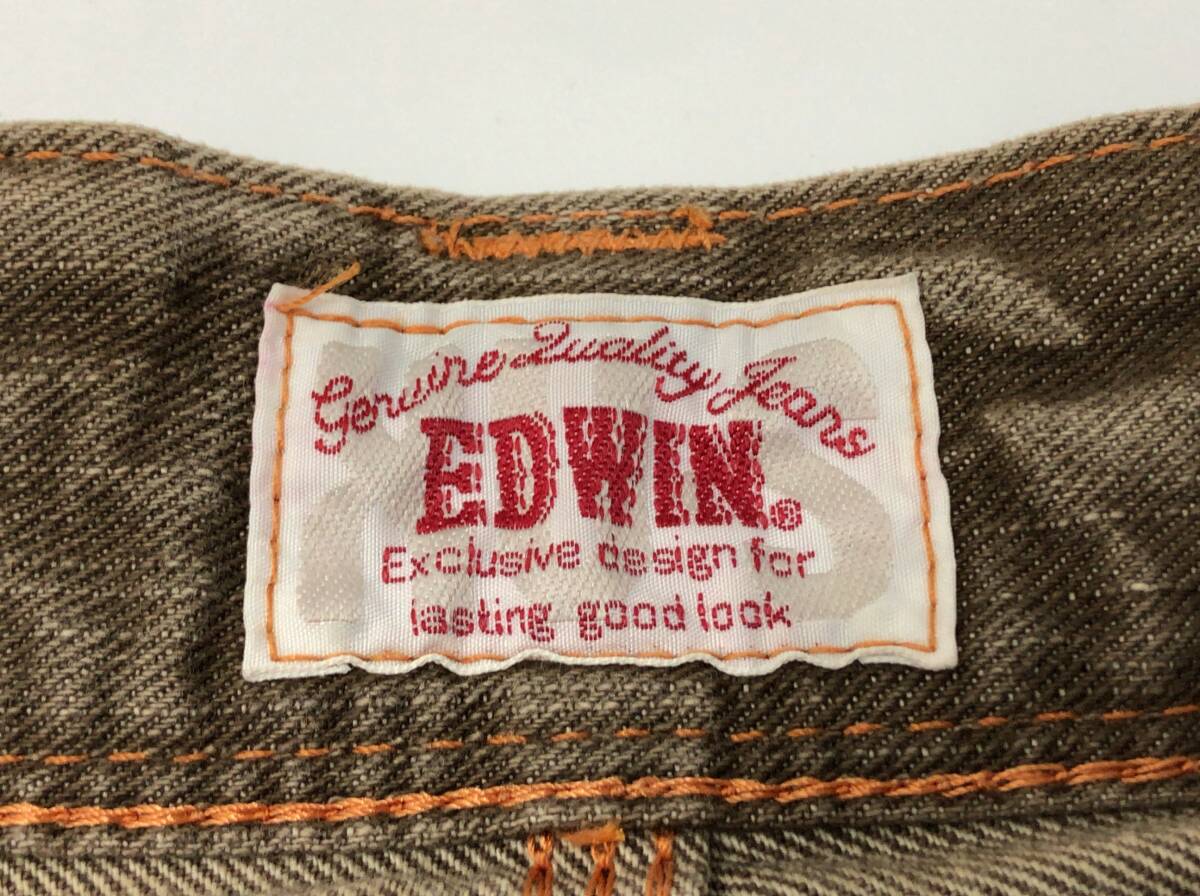 Genuine Quality Jeans
EDWIN®
Exclusive design for
lasting good look